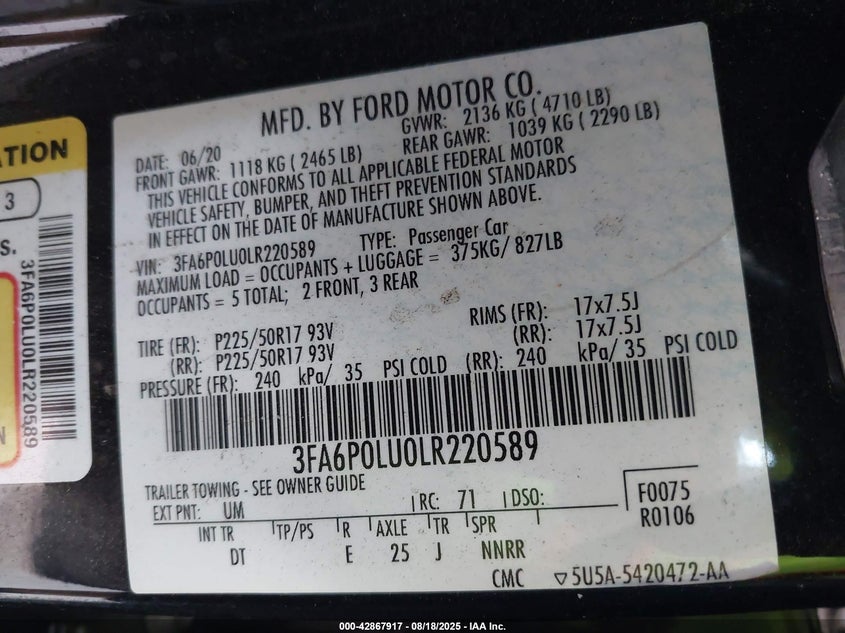 MFD. BY FORD MOTOR CO.
DATE: 06/20 GVWR: 2136 KG ( 4710 LB)
FRONT GAWR: 1118 KG ( 2465 LB) REAR GAWR: 1039 KG ( 2290 LB)
THIS VEHICLE CONFORMS TO ALL APPLICABLE FEDERAL MOTOR
VEHICLE SAFETY, BUMPER, AND THEFT PREVENTION STANDARDS
IN EFFECT ON THE DATE OF MANUFACTURE SHOWN ABOVE.
VIN: 3FA6P0LU0LR220589 TYPE: Passenger Car
MAXIMUM LOAD = OCCUPANTS + LUGGAGE = 375KG/ 827LB
OCCUPANTS = 5 TOTAL; 2 FRONT, 3 REAR
TIRE (FR): P225/50R17 93V RIMS (FR): 17x7.5J
(RR): P225/50R17 93V (RR): 17x7.5J
PRESSURE (FR): 240 kPa/ 35 PSI COLD (RR): 240 kPa/ 35 PSI COLD
3FA6P0LU0LR220589
TRAILER TOWING - SEE OWNER GUIDE
EXT PNT: UM RC: 71 DSO: F0075
R0106
INT TR TP/PS R AXLE TR SPR
DT E 25 J NNRR
CMC 5U5A-5420472-AA
ATION
3
S.
3FA6P0LU0LR220589
N
000-42867917 - 08/18/2025 - IAA Inc.